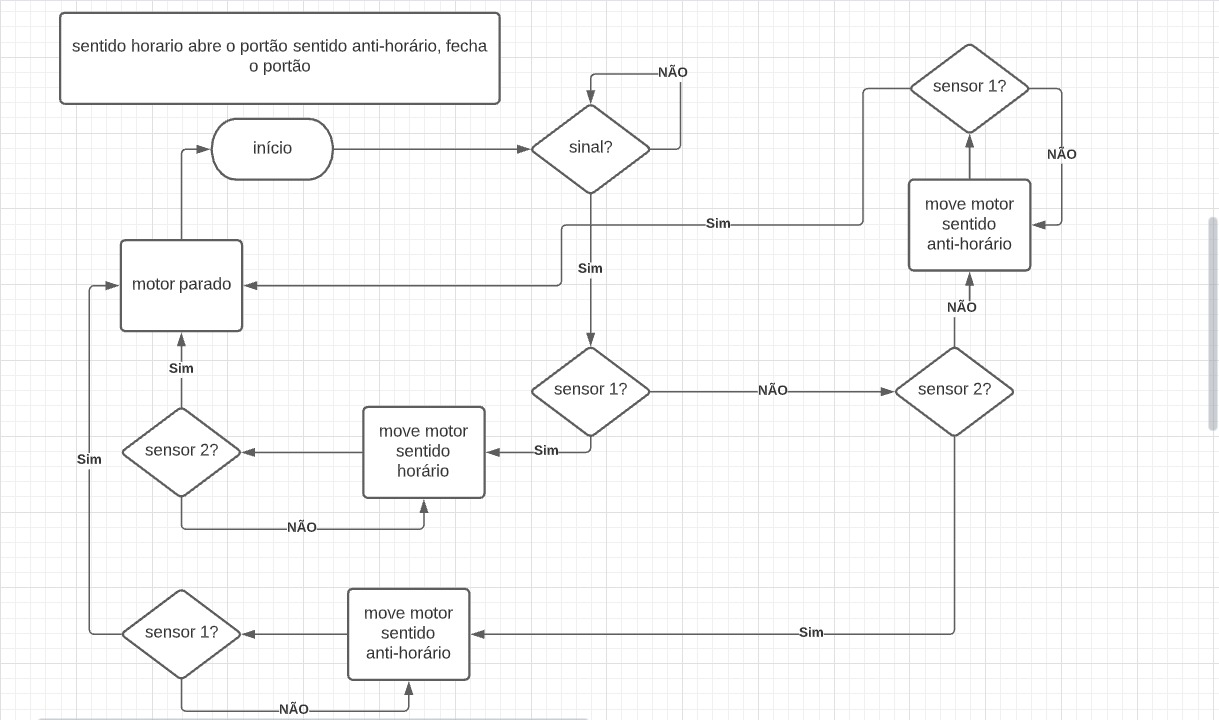 sentido horario abre o portão sentido anti-horário, fecha
o portão
NÃO
sensor 1?
início
sinal?
NÃO
move motor
sentido
anti-horário
Sim
Sim
motor parado
NÃO
Sim
sensor 1?
NÃO
sensor 2?
move motor
sentido
horário
sensor 2?
Sim
Sim
NÃO
move motor
sentido
anti-horário
sensor 1?
Sim
NÃO